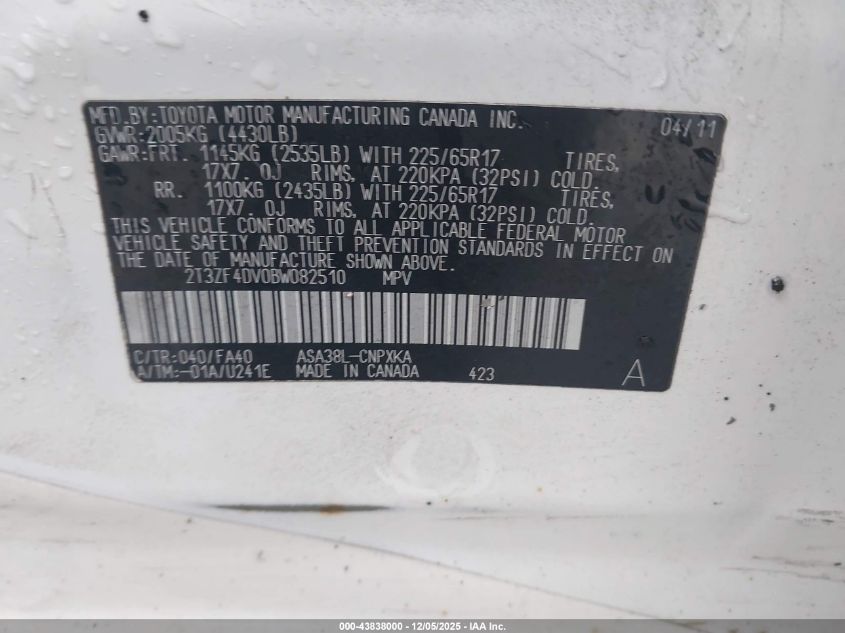 MFD.BY:TOYOTA MOTOR MANUFACTURING CANADA INC. 04/11
GVWR:2005KG (4430LB)
GAWR:FRT. 1145KG (2535LB) WITH 225/65R17 TIRES,
17X7.0J RIMS, AT 220KPA (32PSI) COLD.
RR. 1100KG (2435LB) WITH 225/65R17 TIRES,
17X7.0J RIMS, AT 220KPA (32PSI) COLD.
THIS VEHICLE CONFORMS TO ALL APPLICABLE FEDERAL MOTOR
VEHICLE SAFETY AND THEFT PREVENTION STANDARDS IN EFFECT ON
THE DATE OF MANUFACTURE SHOWN ABOVE.
2T3ZF4DV0BW082510 MPV
C/TR:040/FA40 ASA38L-CNPXKA
A/TM:-01A/U241E MADE IN CANADA 423 A
000-43838000 - 12/05/2025 - IAA Inc.